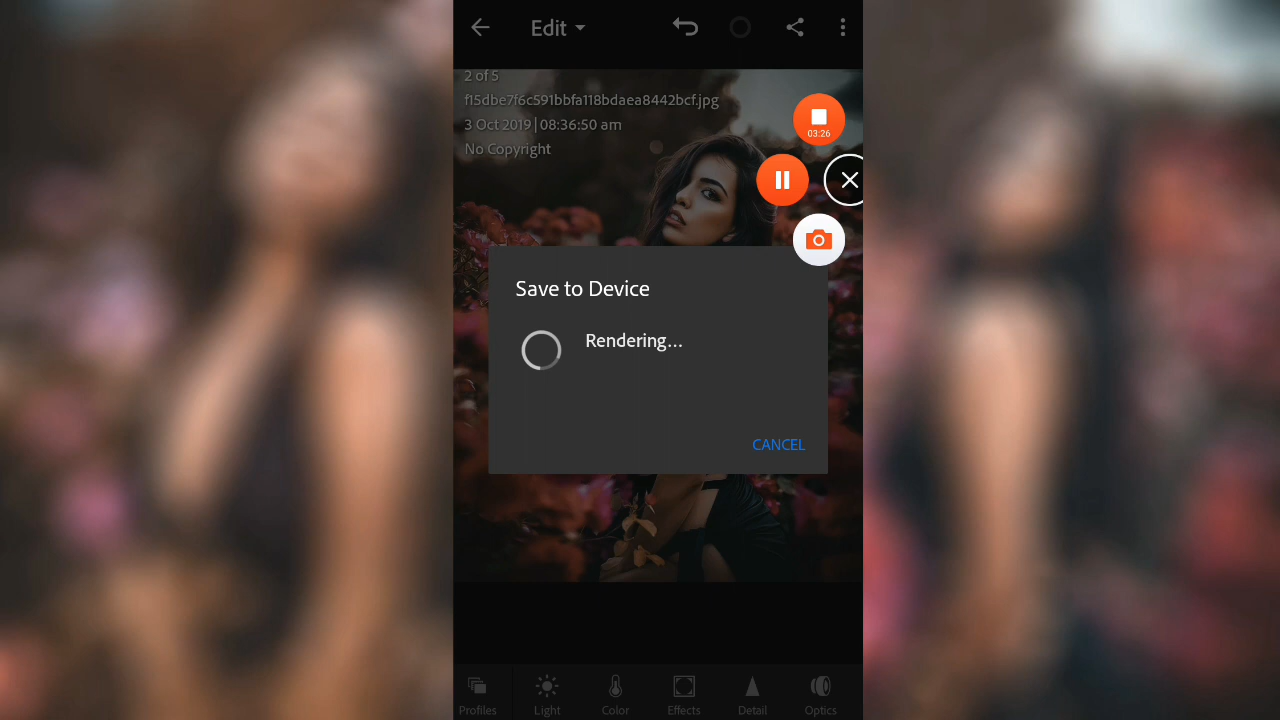 Edit
2 of 5
f15dbe7f6c591bbfa118bdaea8442bcf.jpg
3 Oct 2019 | 08:36:50 am
No Copyright
03:26
Save to Device
Rendering...
CANCEL
Profiles Light Color Effects Detail Optics